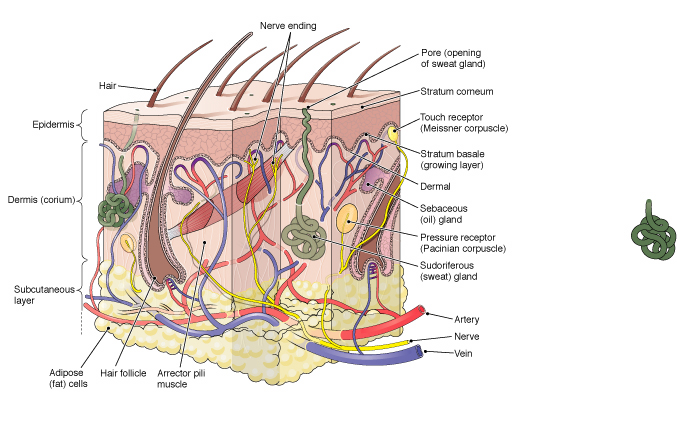 Nerve ending
Pore (opening
of sweat gland)
Hair
Stratum corneum
Epidermis
Touch receptor
(Meissner corpuscle)
Stratum basale
(growing layer)
Dermal
Dermis (corium)
Sebaceous
(oil) gland
Pressure receptor
(Pacinian corpuscle)
Sudoriferous
(sweat) gland
Subcutaneous
layer
Artery
Nerve
Vein
Adipose
(fat) cells
Hair follicle
Arrector pili
muscle